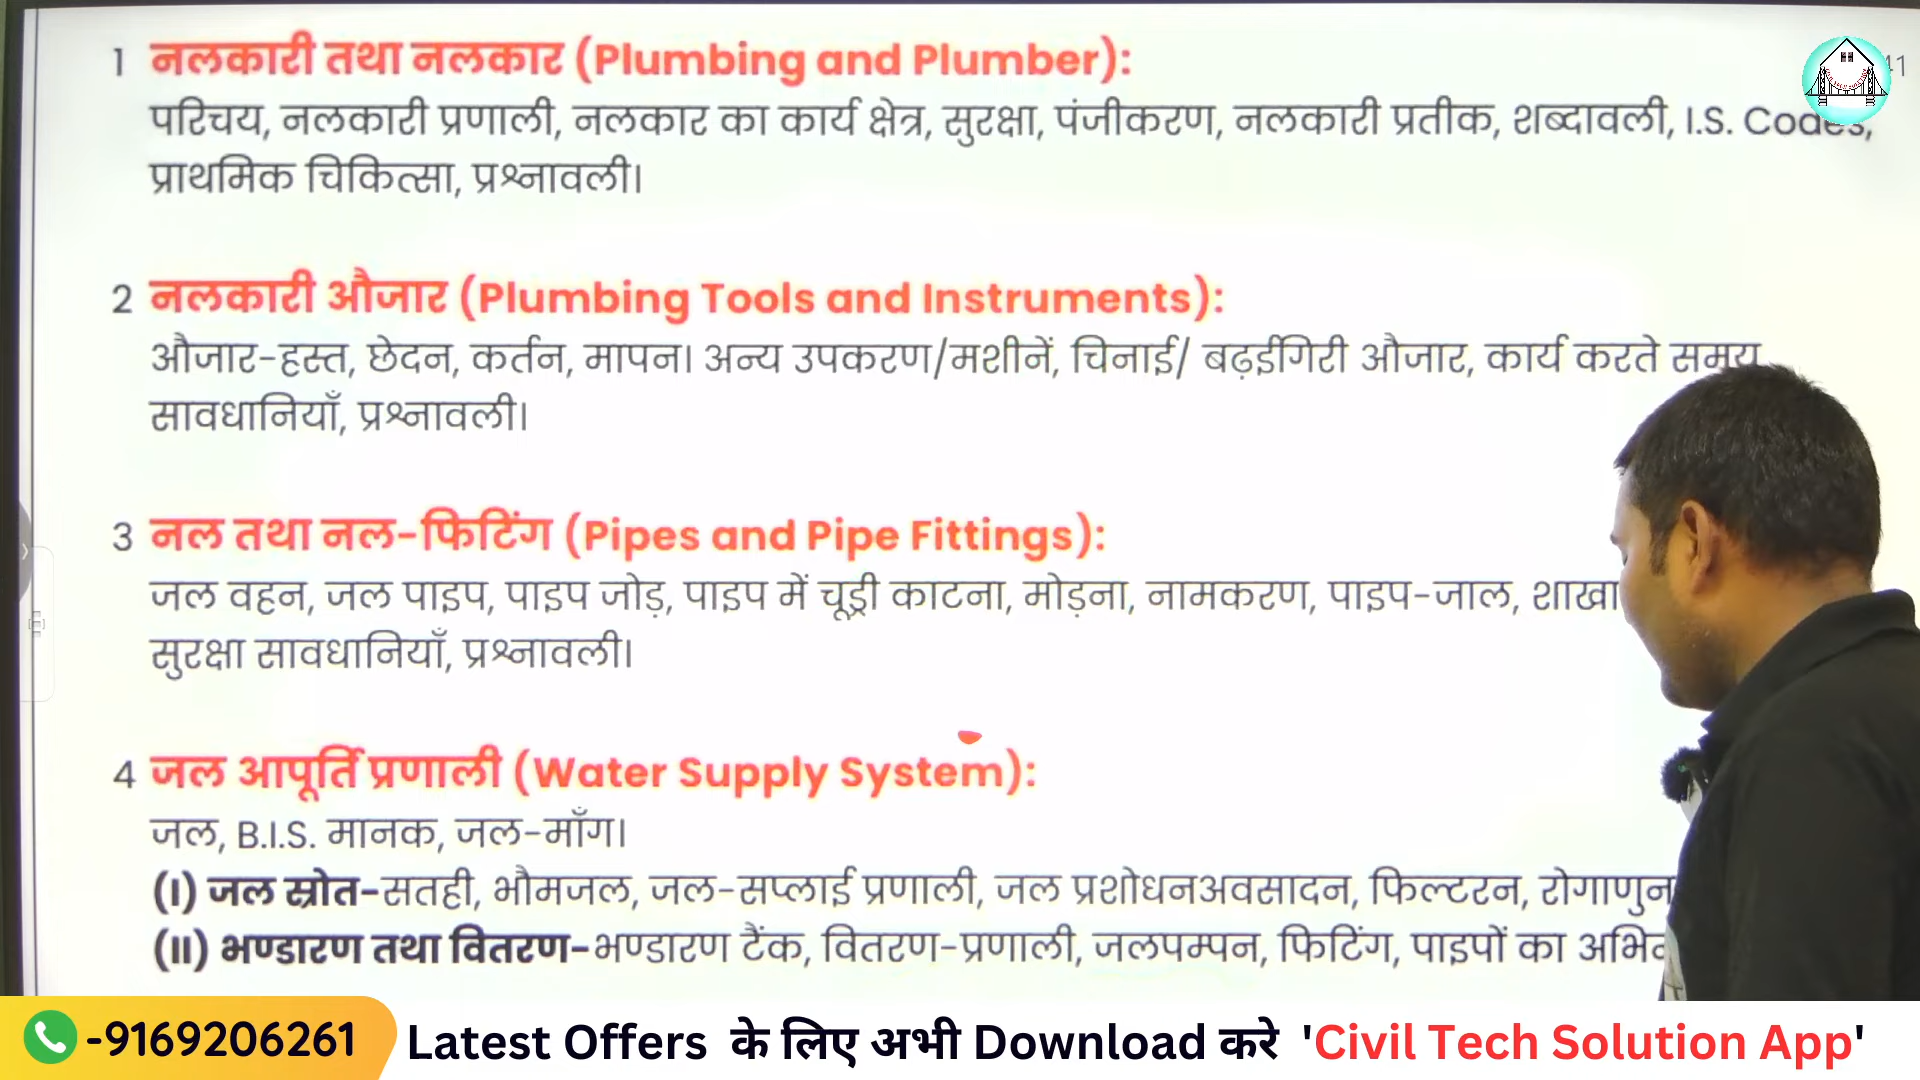 41
1 नलकारी तथा नलकार (Plumbing and Plumber):
परिचय, नलकारी प्रणाली, नलकार का कार्य क्षेत्र, सुरक्षा, पंजीकरण, नलकारी प्रतीक, शब्दावली, I.S. Codes,
प्राथमिक चिकित्सा, प्रश्नावली।
2 नलकारी औजार (Plumbing Tools and Instruments):
औजार-हस्त, छेदन, कर्तन, मापन। अन्य उपकरण/मशीनें, चिनाई/ बढ़ईगिरी औजार, कार्य करते समय
सावधानियाँ, प्रश्नावली।
3 नल तथा नल-फिटिंग (Pipes and Pipe Fittings):
जल वहन, जल पाइप, पाइप जोड़, पाइप में चूड़ी काटना, मोड़ना, नामकरण, पाइप-जाल, शाखा
सुरक्षा सावधानियाँ, प्रश्नावली।
4 जल आपूर्ति प्रणाली (Water Supply System):
जल, B.I.S. मानक, जल-माँग।
(I) जल स्रोत-सतही, भौमजल, जल-सप्लाई प्रणाली, जल प्रशोधनअवसादन, फिल्टरन,
(II) भण्डारण तथा वितरण-भण्डारण टैंक, वितरण-प्रणाली, जलपम्पन, फिटिंग, पाइपों का
-9169206261 Latest Offers के लिए अभी Download करे 'Civil Tech Solution App'